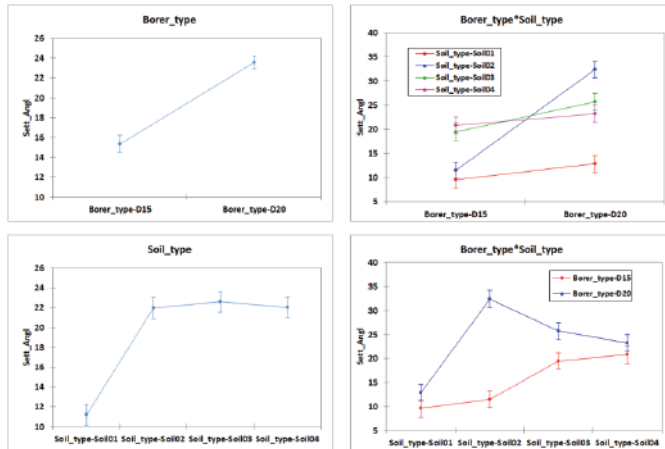 Borer_type
26
24
22
20
18
16
14
12
10
Sett_Angl
Borer_type-D15
Borer_type-D20
Borer_type*Soil_type
40
35
30
25
20
15
10
5
Sett_Angl
Soil_type-Soil01
Soil_type-Soil02
Soil_type-Soil03
Soil_type-Soil04
Borer_type-D15
Borer_type-D20
Soil_type
26
24
22
20
18
16
14
12
10
Sett_Angl
Soil_type-Soil01 Soil_type-Soil02 Soil_type-Soil03 Soil_type-Soil04
Borer_type*Soil_type
40
35
30
25
20
15
10
5
Sett_Angl
Borer_type-D15
Borer_type-D20
Soil_type-Soil01 Soil_type-Soil02 Soil_type-Soil03 Soil_type-Soil04